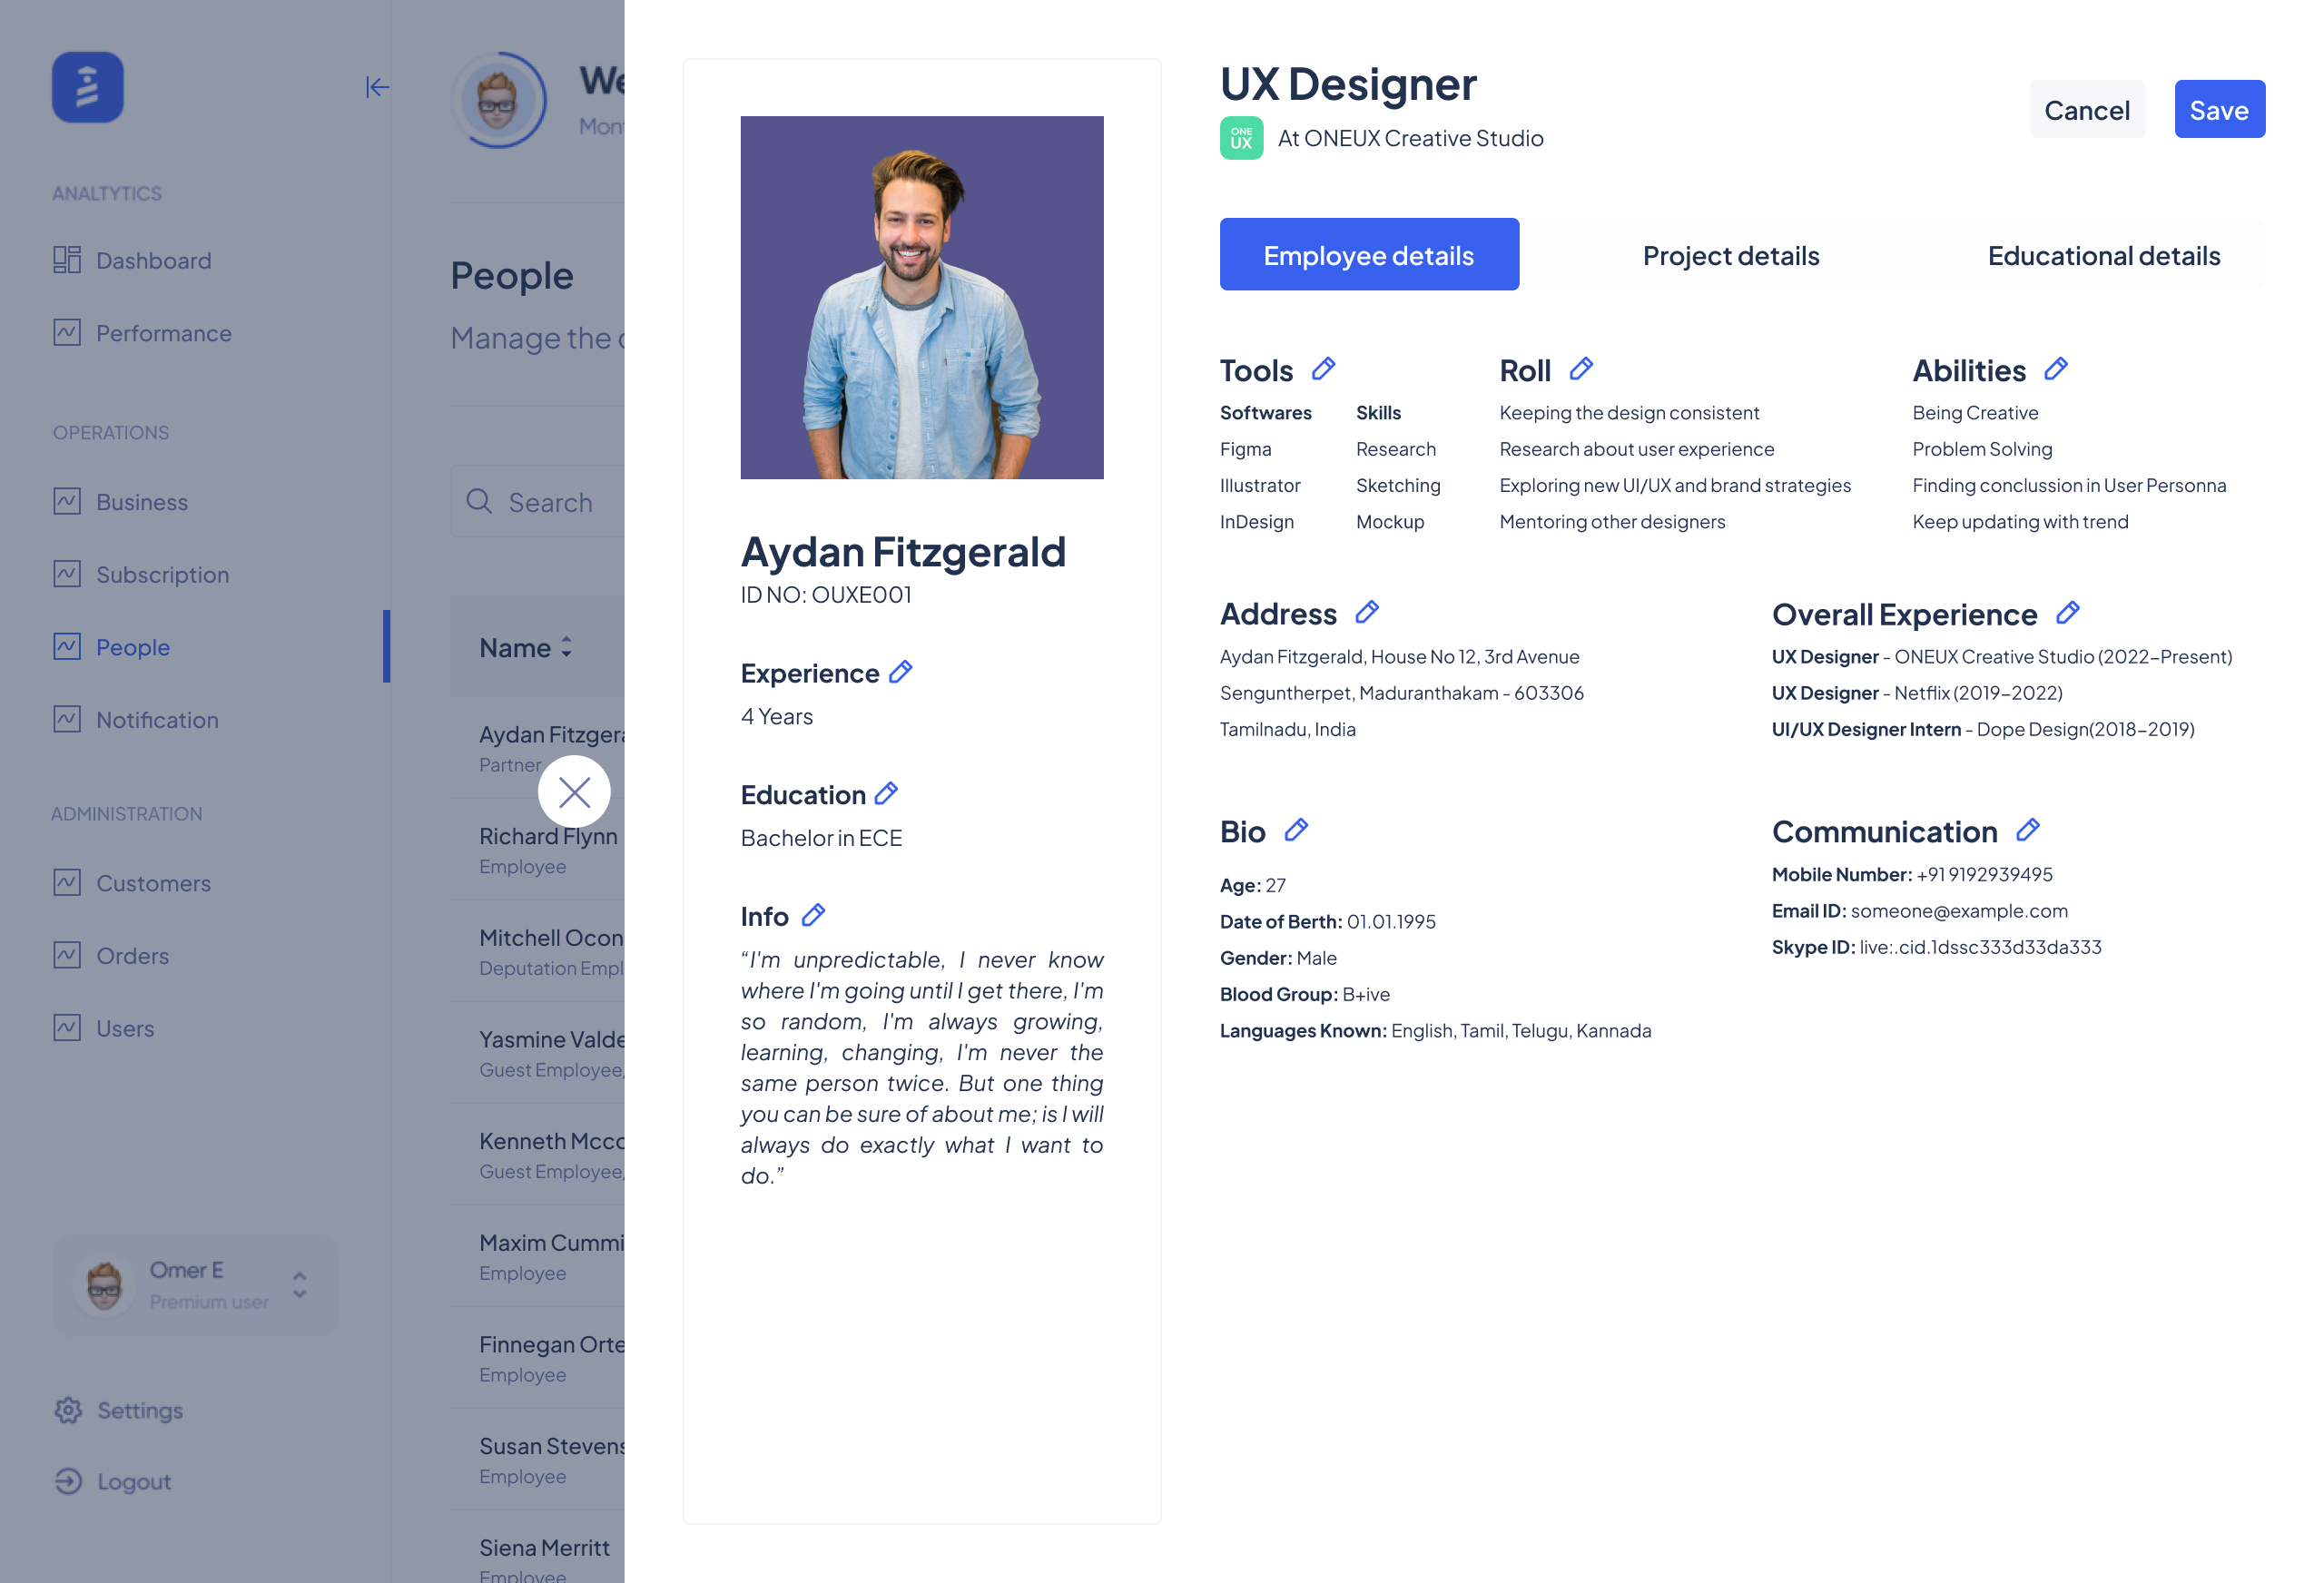 ANALTYTICS
Dashboard
Performance
OPERATIONS
Business
Subscription
People
Notification
ADMINISTRATION
Customers
Orders
Users
Omer E
Premium user
Settings
Logout
People
Manage the
Search
Name
Aydan Fitzgera
Partner
Richard Flynn
Employee
Mitchell Ocon
Deputation Empl
Yasmine Valde
Guest Employee,
Kenneth Mcco
Guest Employee,
Maxim Cummi
Employee
Finnegan Orte
Employee
Susan Stevens
Employee
Siena Merritt
Employee
Aydan Fitzgerald
ID NO: OUXE001
Experience
4 Years
Education
Bachelor in ECE
Info
“I'm unpredictable, I never know
where I'm going until I get there, I'm
so random, I'm always growing,
learning, changing, I'm never the
same person twice. But one thing
you can be sure of about me; is I will
always do exactly what I want to
do.”
UX Designer
ONE
UX
At ONEUX Creative Studio
Cancel
Save
Employee details
Project details
Educational details
Tools
Softwares
Figma
Illustrator
InDesign
Skills
Research
Sketching
Mockup
Roll
Keeping the design consistent
Research about user experience
Exploring new UI/UX and brand strategies
Mentoring other designers
Abilities
Being Creative
Problem Solving
Finding conclussion in User Personna
Keep updating with trend
Address
Aydan Fitzgerald, House No 12, 3rd Avenue
Senguntherpet, Maduranthakam - 603306
Tamilnadu, India
Overall Experience
UX Designer - ONEUX Creative Studio (2022-Present)
UX Designer - Netflix (2019-2022)
UI/UX Designer Intern - Dope Design(2018-2019)
Bio
Age: 27
Date of Berth: 01.01.1995
Gender: Male
Blood Group: B+ive
Languages Known: English, Tamil, Telugu, Kannada
Communication
Mobile Number: +91 9192939495
Email ID: someone@example.com
Skype ID: live:.cid.1dssc333d33da333